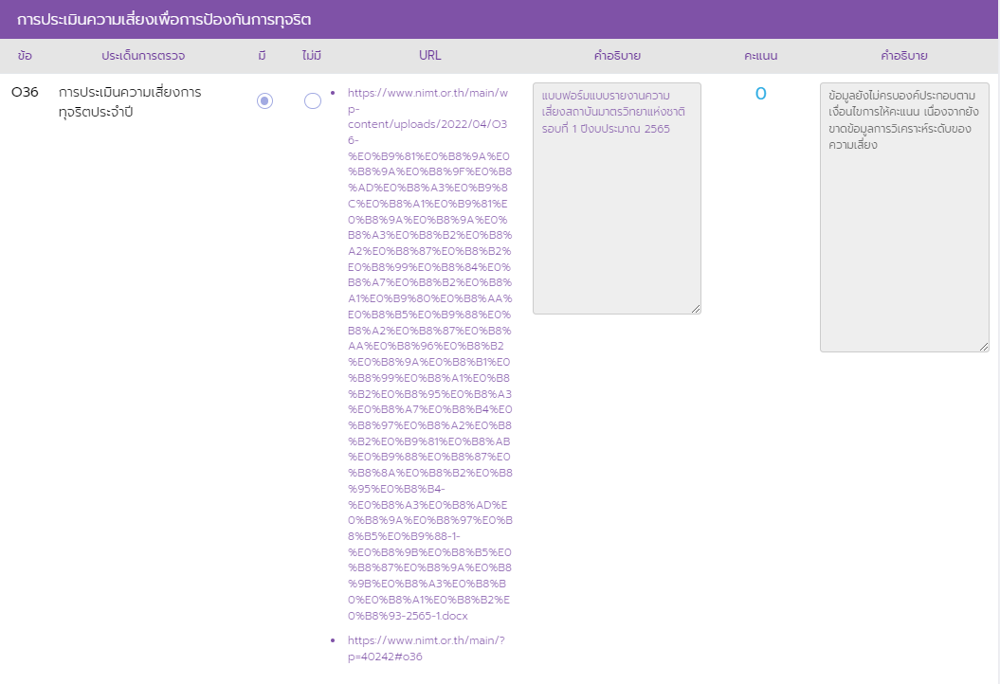 การประเมินความเสี่ยงเพื่อการป้องกันการทุจริต
ข้อ ประเด็นการตรวจ มี ไม่มี URL คำอธิบาย คะแนน คำอธิบาย
O36 การประเมินความเสี่ยงการ
ทุจริตประจำปี
https://www.nimt.or.th/main/w
p-
content/uploads/2022/04/O3
6-
%E0%B9%81%E0%B8%9A%E0
%B8%9A%E0%B8%9F%E0%B8
%AD%E0%B8%A3%E0%B9%8
C%E0%B8%A1%E0%B9%81%E
0%B8%9A%E0%B8%9A%E0%
B8%A3%E0%B8%B2%E0%B8%
A2%E0%B8%87%E0%B8%B2%
E0%B8%99%E0%B8%84%E0%
B8%A7%E0%B8%B2%E0%B8%
A1%E0%B9%80%E0%B8%AA%
E0%B8%B5%E0%B9%88%E0%
B8%A2%E0%B8%87%E0%B8%
AA%E0%B8%96%E0%B8%B2
%E0%B8%9A%E0%B8%B1%E0
%B8%99%E0%B8%A1%E0%B8
%B2%E0%B8%95%E0%B8%A3
%E0%B8%A7%E0%B8%B4%E0
%B8%97%E0%B8%A2%E0%B8
%B2%E0%B9%81%E0%B8%AB
%E0%B9%88%E0%B8%87%E0
%B8%8A%E0%B8%B2%E0%B8
%95%E0%B8%B4-
%E0%B8%A3%E0%B8%AD%E
0%B8%9A%E0%B8%97%E0%B
8%B5%E0%B9%88-1-
%E0%B8%9B%E0%B8%B5%E0
%B8%87%E0%B8%9A%E0%B8
%9B%E0%B8%A3%E0%B8%B
0%E0%B8%A1%E0%B8%B2%E
0%B8%93-2565-1.docx
https://www.nimt.or.th/main/?
p=40242#o36
แบบฟอร์มแบบรายงานความ
เสี่ยงสถาบันมาตรวิทยาแห่งชาติ
รอบที่ 1 ปีงบประมาณ 2565
0
ข้อมูลยังไม่ครบองค์ประกอบตาม
เงื่อนไขการให้คะแนน เนื่องจากยัง
ขาดข้อมูลการวิเคราะห์ระดับของ
ความเสี่ยง